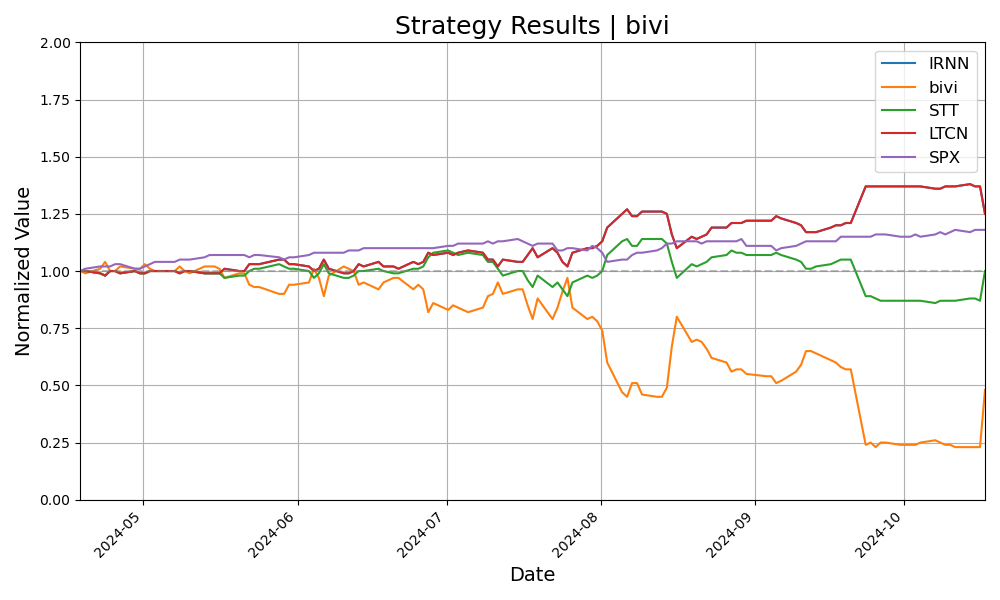 Strategy Results | bivi
Normalized Value
2.00
1.75
1.50
1.25
1.00
0.75
0.50
0.25
0.00
IRNN
bivi
STT
LTCN
SPX
2024-05
2024-06
2024-07
2024-08
2024-09
2024-10
Date